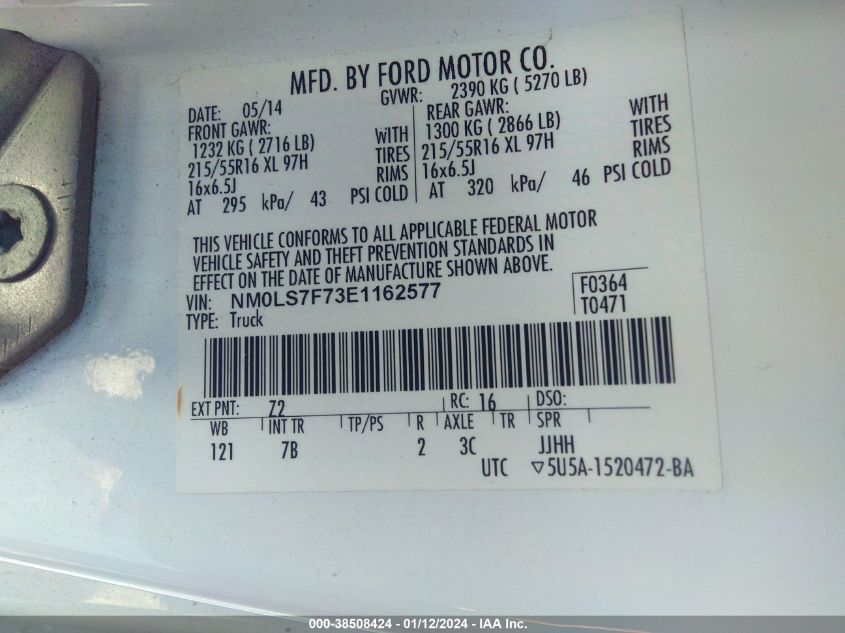 MFD. BY FORD MOTOR CO.
DATE: 05/14 GVWR: 2390 KG ( 5270 LB)
FRONT GAWR: REAR GAWR: WITH
1232 KG ( 2716 LB) WITH 1300 KG ( 2866 LB) TIRES
215/55R16 XL 97H TIRES 215/55R16 XL 97H RIMS
16x6.5J RIMS 16x6.5J
AT 295 kPa/ 43 PSI COLD AT 320 kPa/ 46 PSI COLD
THIS VEHICLE CONFORMS TO ALL APPLICABLE FEDERAL MOTOR
VEHICLE SAFETY AND THEFT PREVENTION STANDARDS IN
EFFECT ON THE DATE OF MANUFACTURE SHOWN ABOVE.
VIN: NM0LS7F73E1162577 F0364
TYPE: Truck T0471
EXT PNT: Z2 RC: 16 DSO:
WB INT TR TP/PS R AXLE TR SPR
121 7B 2 3C JJHH
UTC ▽5U5A-1520472-BA
000-38508424 - 01/12/2024 - IAA Inc.